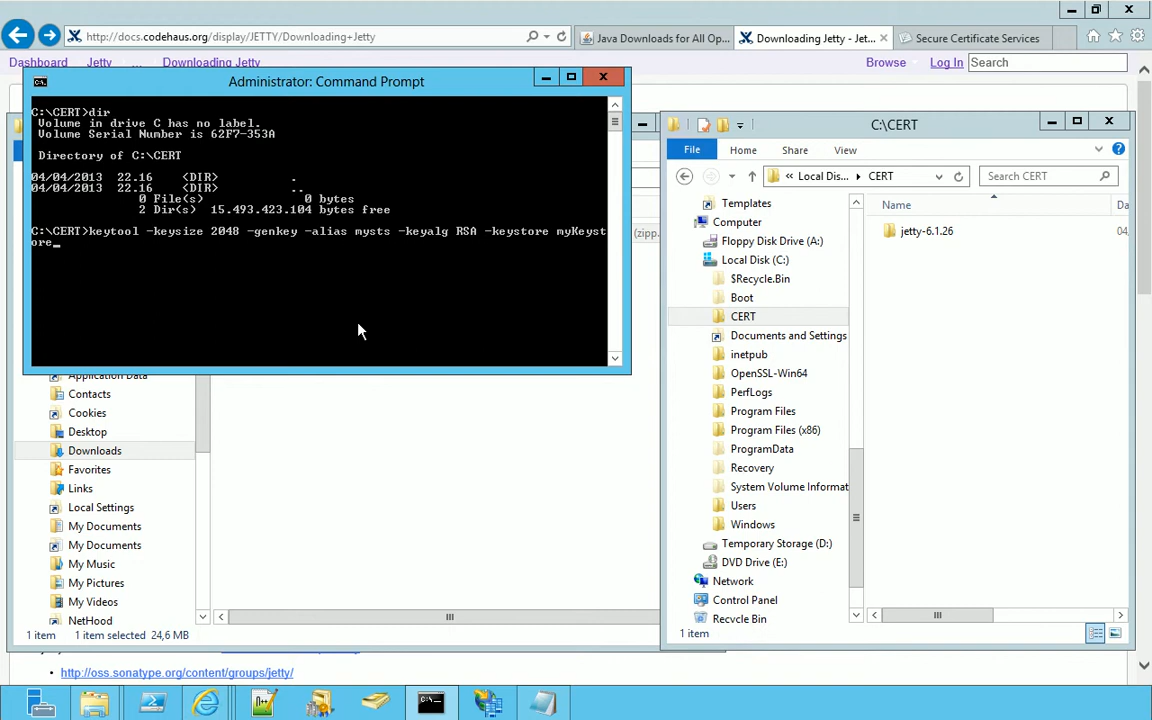 http://docs.codehaus.org/display/JETTY/Downloading+Jetty
Java Downloads for All Op...
Downloading Jetty - Jet...
Secure Certificate Services
Dashboard
Jetty
...
Downloading Jetty
Browse
Log In
Search
Administrator: Command Prompt
C:\CERT>dir
Volume in drive C has no label.
Volume Serial Number is 62F7-353A
Directory of C:\CERT
04/04/2013 22.16 <DIR> .
04/04/2013 22.16 <DIR> ..
0 File(s) 0 bytes
2 Dir(s) 15.493.423.104 bytes free
C:\CERT>keytool -keysize 2048 -genkey -alias mysts -keyalg RSA -keystore myKeyst
ore_
(zipp.
Application Data
Contacts
Cookies
Desktop
Downloads
Favorites
Links
Local Settings
My Documents
My Documents
My Music
My Pictures
My Videos
NetHood
1 item 1 item selected 24,6 MB
http://oss.sonatype.org/content/groups/jetty/
C:\CERT
File Home Share View
« Local Dis... CERT
Search CERT
Templates
Computer
Floppy Disk Drive (A:)
Local Disk (C:)
$Recycle.Bin
Boot
CERT
Documents and Settings
inetpub
OpenSSL-Win64
PerfLogs
Program Files
Program Files (x86)
ProgramData
Recovery
System Volume Informat
Users
Windows
Temporary Storage (D:)
DVD Drive (E:)
Network
Control Panel
Recycle Bin
Name
Da
jetty-6.1.26
04,
1 item